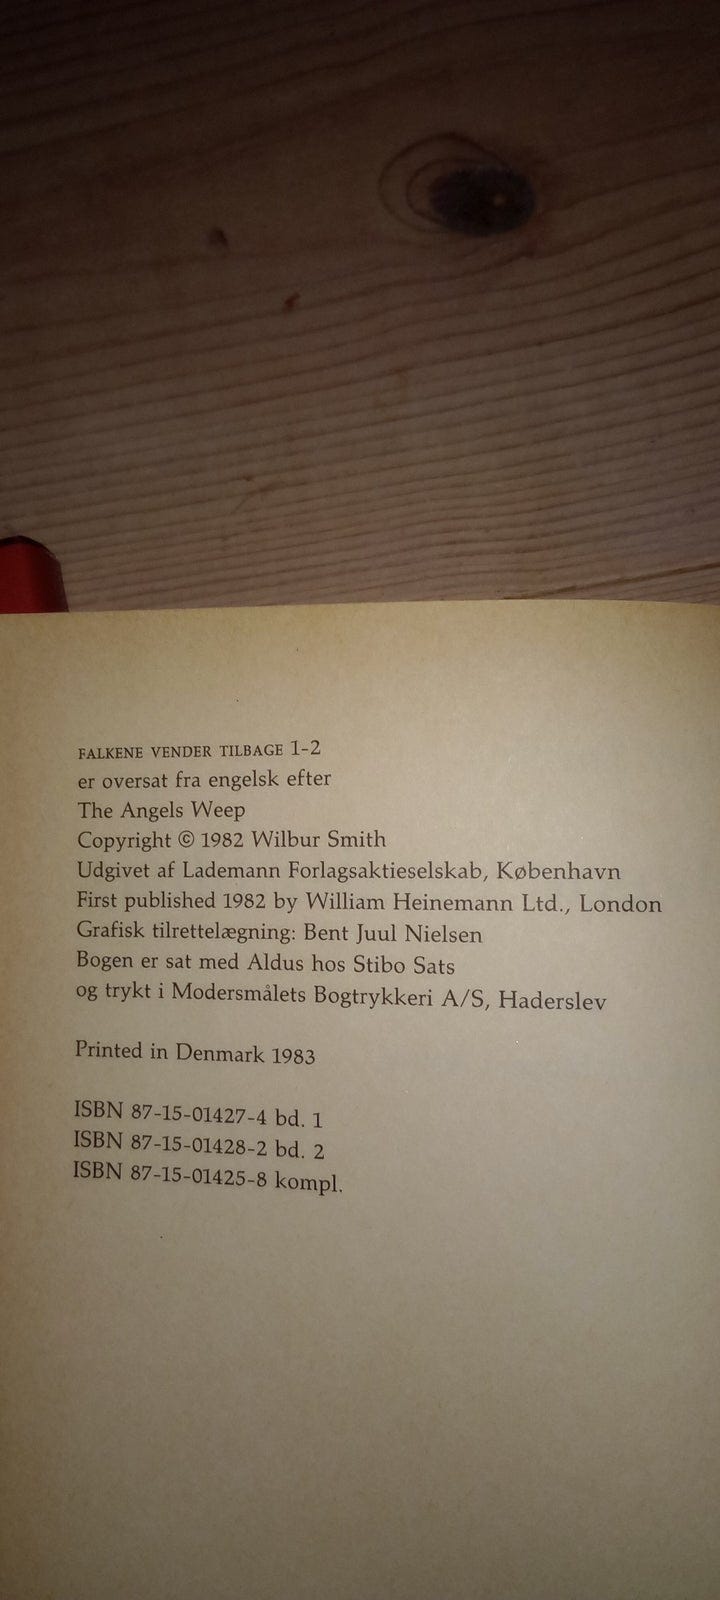 FALKENE VENDER TILBAGE 1-2
er oversat fra engelsk efter
The Angels Weep
Copyright © 1982 Wilbur Smith
Udgivet af Lademann Forlagsaktieselskab, København
First published 1982 by William Heinemann Ltd., London
Grafisk tilrettelægning: Bent Juul Nielsen
Bogen er sat med Aldus hos Stibo Sats
og trykt i Modersmålets Bogtrykkeri A/S, Haderslev
Printed in Denmark 1983
ISBN 87-15-01427-4 bd. 1
ISBN 87-15-01428-2 bd. 2
ISBN 87-15-01425-8 kompl.